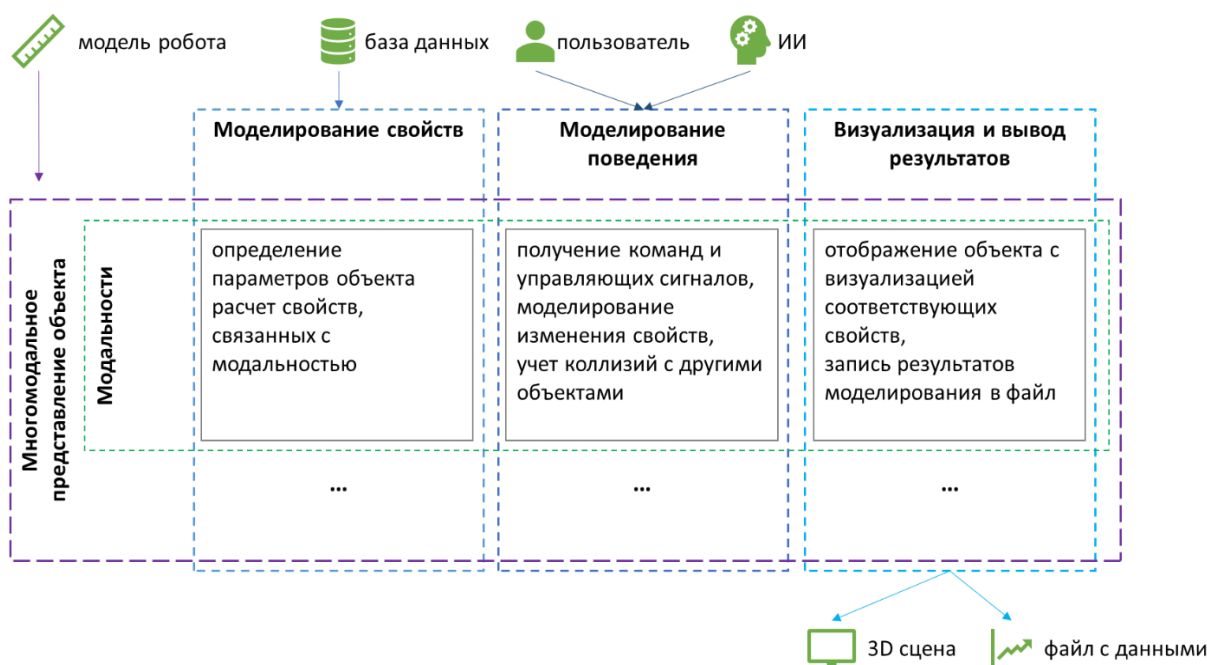 модель робота
база данных
пользователь
ИИ
Моделирование свойств
Моделирование
поведения
Визуализация и вывод
результатов
Многомодальное
представление объекта
Модальности
определение
параметров объекта
расчет свойств,
связанных с
модальностью
получение команд и
управляющих сигналов,
моделирование
изменения свойств,
учет коллизий с другими
объектами
отображение объекта с
визуализацией
соответствующих
свойств,
запись результатов
моделирования в файл
...
...
...
3D сцена
файл с данными